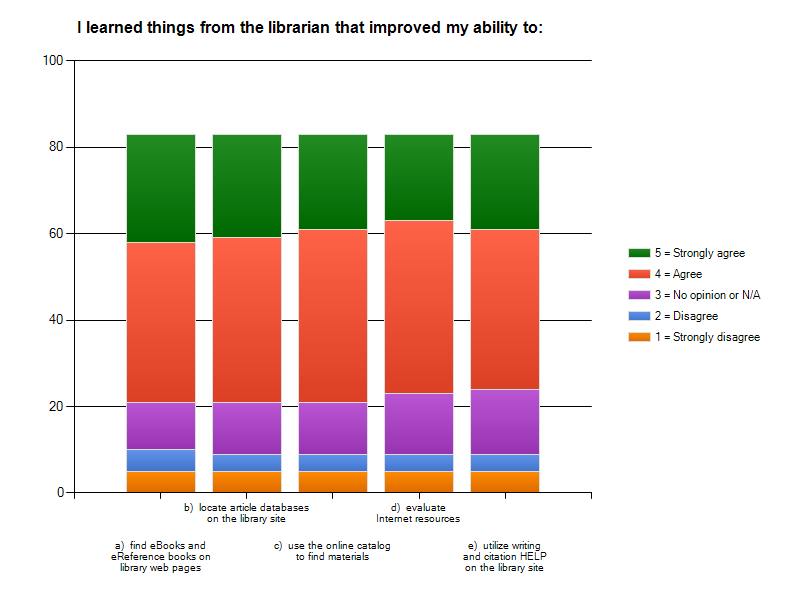 I learned things from the librarian that improved my ability to:
100
80
60
40
20
0
5 = Strongly agree
4 = Agree
3 = No opinion or N/A
2 = Disagree
1 = Strongly disagree
a) find eBooks and
eReference books on
library web pages
b) locate article databases
on the library site
c) use the online catalog
to find materials
d) evaluate
Internet resources
e) utilize writing
and citation HELP
on the library site